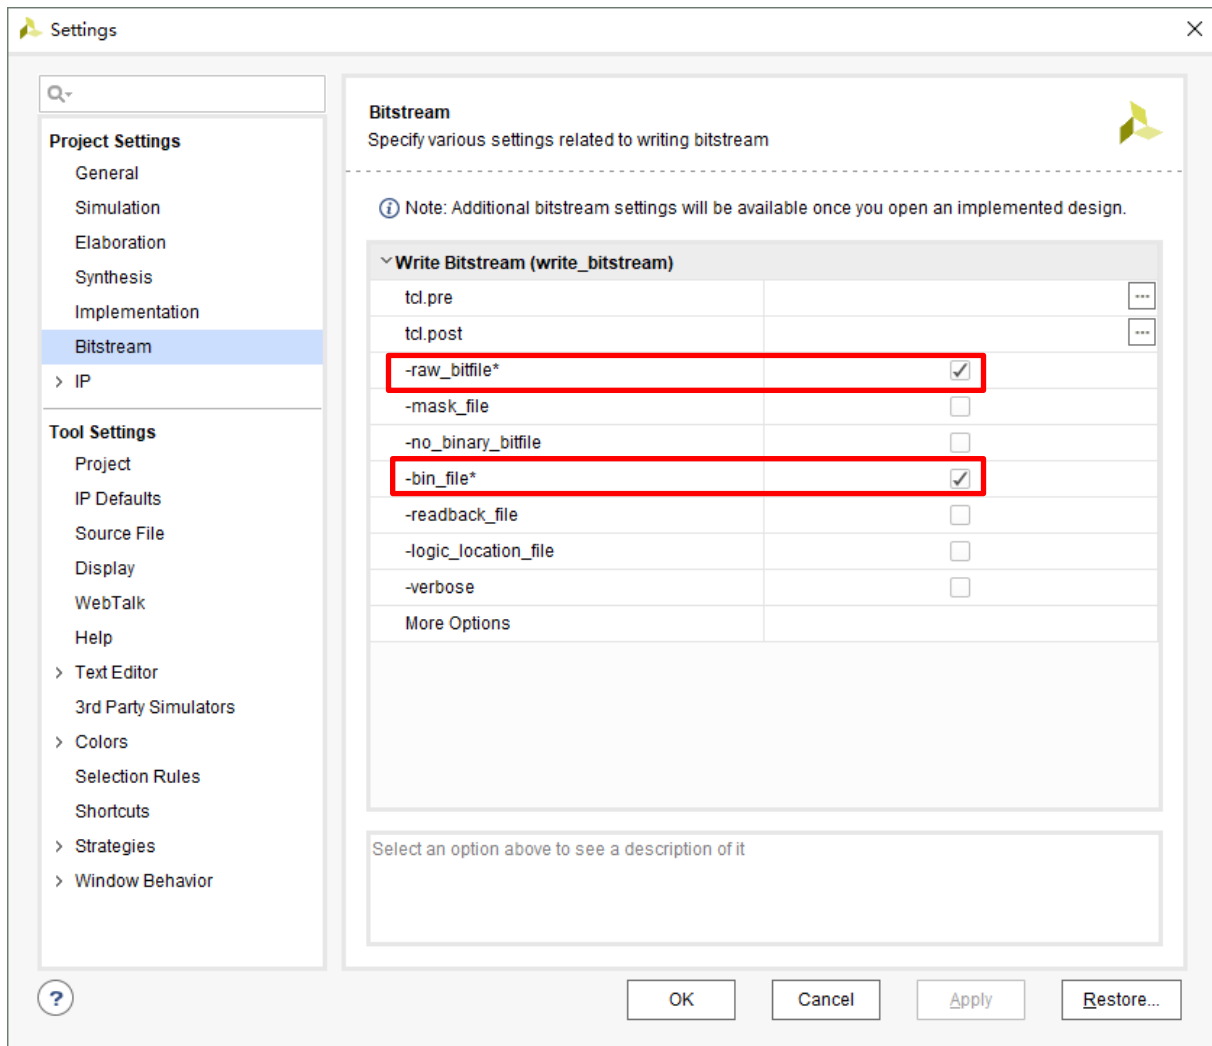 Settings
Project Settings
General
Simulation
Elaboration
Synthesis
Implementation
Bitstream
IP
Tool Settings
Project
IP Defaults
Source File
Display
WebTalk
Help
Text Editor
3rd Party Simulators
Colors
Selection Rules
Shortcuts
Strategies
Window Behavior
Bitstream
Specify various settings related to writing bitstream
Note: Additional bitstream settings will be available once you open an implemented design.
Write Bitstream (write_bitstream)
tcl.pre
tcl.post
-raw_bitfile*
-mask_file
-no_binary_bitfile
-bin_file*
-readback_file
-logic_location_file
-verbose
More Options
Select an option above to see a description of it
?
OK
Cancel
Apply
Restore...